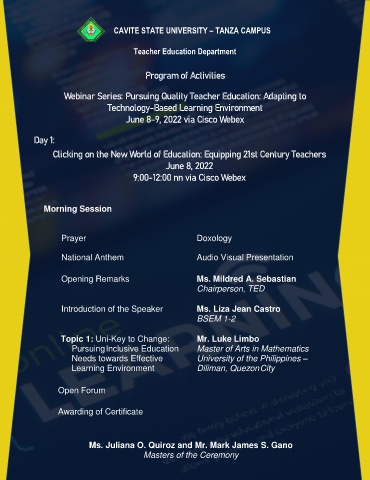 CAVITE STATE UNIVERSITY – TANZA CAMPUS
Teacher Education Department
Program of Activities
Webinar Series: Pursuing Quality Teacher Education: Adapting to
Technology-Based Learning Environment
June 8-9, 2022 via Cisco Webex
Day 1:
Clicking on the New World of Education: Equipping 21st Century Teachers
June 8, 2022
9:00-12:00 nn via Cisco Webex
Morning Session
Prayer Doxology
National Anthem Audio Visual Presentation
Opening Remarks Ms. Mildred A. Sebastian
Chairperson, TED
Introduction of the Speaker Ms. Liza Jean Castro
BSEM 1-2
Topic 1: Uni-Key to Change: Mr. Luke Limbo
Pursuing Inclusive Education Master of Arts in Mathematics
Needs towards Effective University of the Philippines –
Learning Environment Diliman, Quezon City
Open Forum
Awarding of Certificate
Ms. Juliana O. Quiroz and Mr. Mark James S. Gano
Masters of the Ceremony
online
LEARNING